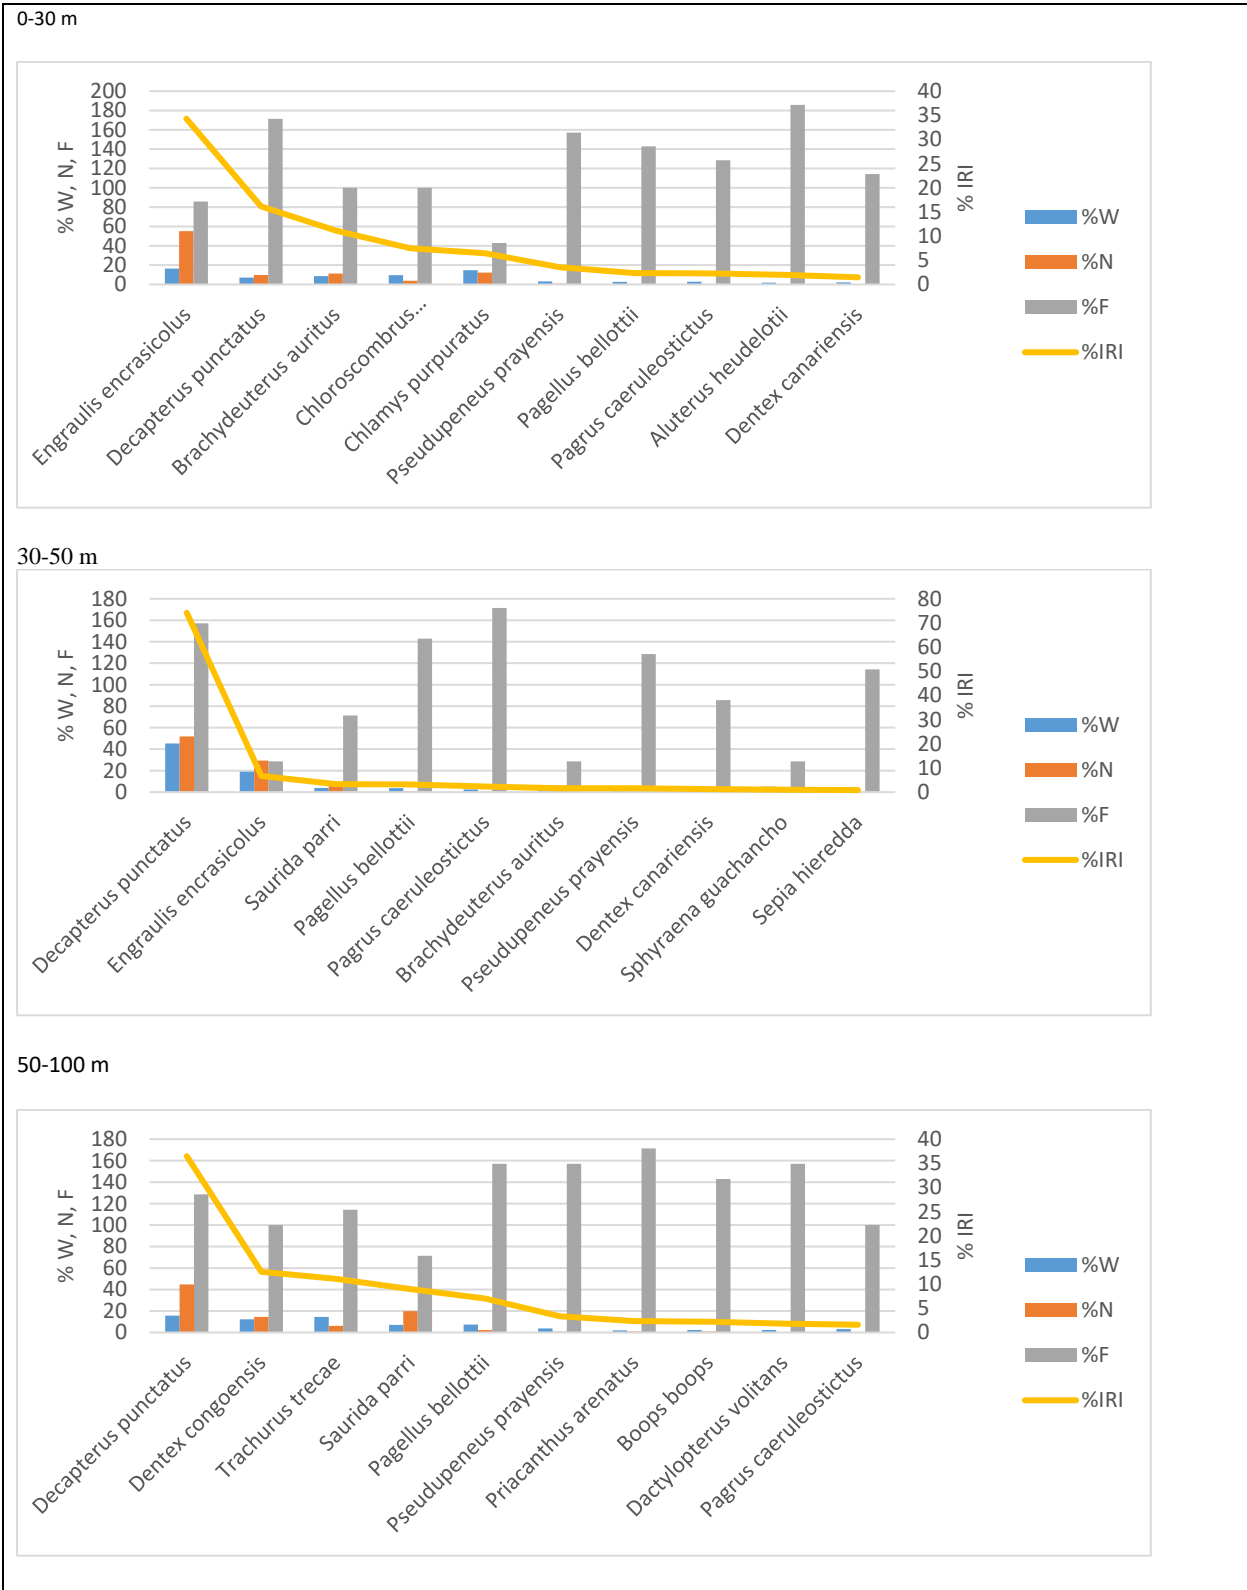 0-30 m
% W, N, F
200
180
160
140
120
100
80
60
40
20
0
40
35
30
25
20
15
10
5
0
% IRI
Engraulis encrasicolus
Decapterus punctatus
Brachydeuterus auritus
Chloroscombrus...
Chlamys purpuratus
Pseudupeneus prayensis
Pagellus bellottii
Pagrus caeruleostictus
Aluterus heudelotii
Dentex canariensis
%W
%N
%F
%IRI
30-50 m
% W, N, F
180
160
140
120
100
80
60
40
20
0
80
70
60
50
40
30
20
10
0
% IRI
Decapterus punctatus
Engraulis encrasicolus
Saurida parri
Pagellus bellottii
Pagrus caeruleostictus
Brachydeuterus auritus
Pseudupeneus prayensis
Dentex canariensis
Sphyraena guachancho
Sepia hieredda
%W
%N
%F
%IRI
50-100 m
% W, N, F
180
160
140
120
100
80
60
40
20
0
40
35
30
25
20
15
10
5
0
% IRI
Decapterus punctatus
Dentex congoensis
Trachurus trecae
Saurida parri
Pagellus bellottii
Pseudupeneus prayensis
Priacanthus arenatus
Boops boops
Dactylopterus volitans
Pagrus caeruleostictus
%W
%N
%F
%IRI